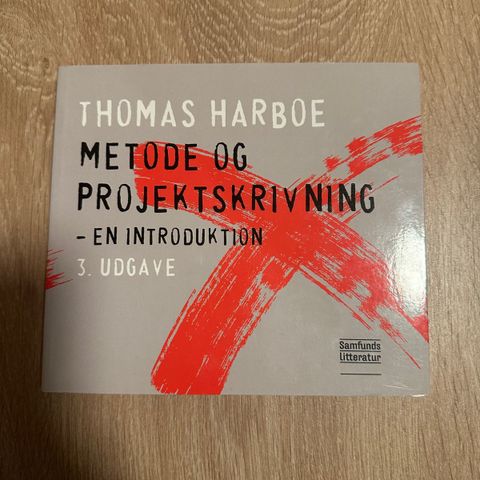 THOMAS HARBOE
METODE OG
PROJEKTSKRIVNING
– EN INTRODUKTION
3. UDGAVE
Samfunds
litteratur